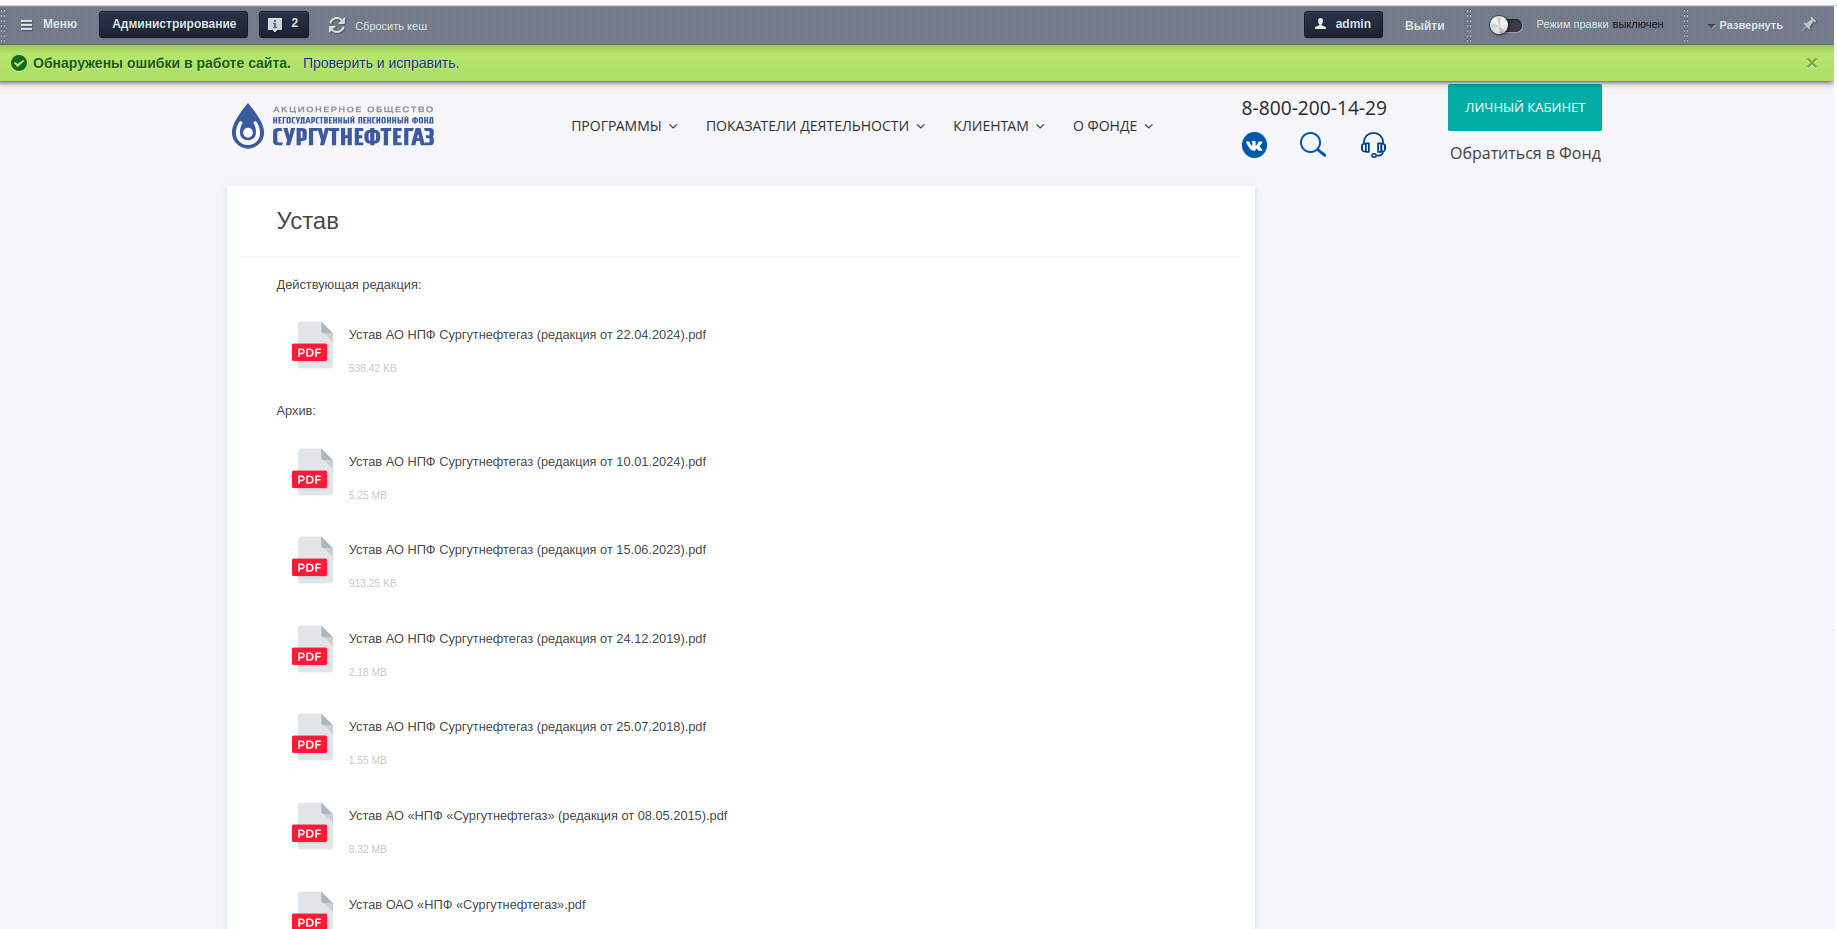 Меню
Администрирование
2
Сбросить кеш
admin
Выйти
Режим правки выключен
Развернуть
Обнаружены ошибки в работе сайта. Проверить и исправить.
АКЦИОНЕРНОЕ ОБЩЕСТВО
НЕГОСУДАРСТВЕННЫЙ ПЕНСИОННЫЙ ФОНД
СУРГУТНЕФТЕГАЗ
ПРОГРАММЫ
ПОКАЗАТЕЛИ ДЕЯТЕЛЬНОСТИ
КЛИЕНТАМ
О ФОНДЕ
8-800-200-14-29
ЛИЧНЫЙ КАБИНЕТ
Обратиться в Фонд
Устав
Действующая редакция:
PDF
Устав АО НПФ Сургутнефтегаз (редакция от 22.04.2024).pdf
538.42 KB
Архив:
PDF
Устав АО НПФ Сургутнефтегаз (редакция от 10.01.2024).pdf
5.25 MB
PDF
Устав АО НПФ Сургутнефтегаз (редакция от 15.06.2023).pdf
913.25 KB
PDF
Устав АО НПФ Сургутнефтегаз (редакция от 24.12.2019).pdf
2.18 MB
PDF
Устав АО НПФ Сургутнефтегаз (редакция от 25.07.2018).pdf
1.55 MB
PDF
Устав АО «НПФ «Сургутнефтегаз» (редакция от 08.05.2015).pdf
8.32 MB
PDF
Устав ОАО «НПФ «Сургутнефтегаз».pdf